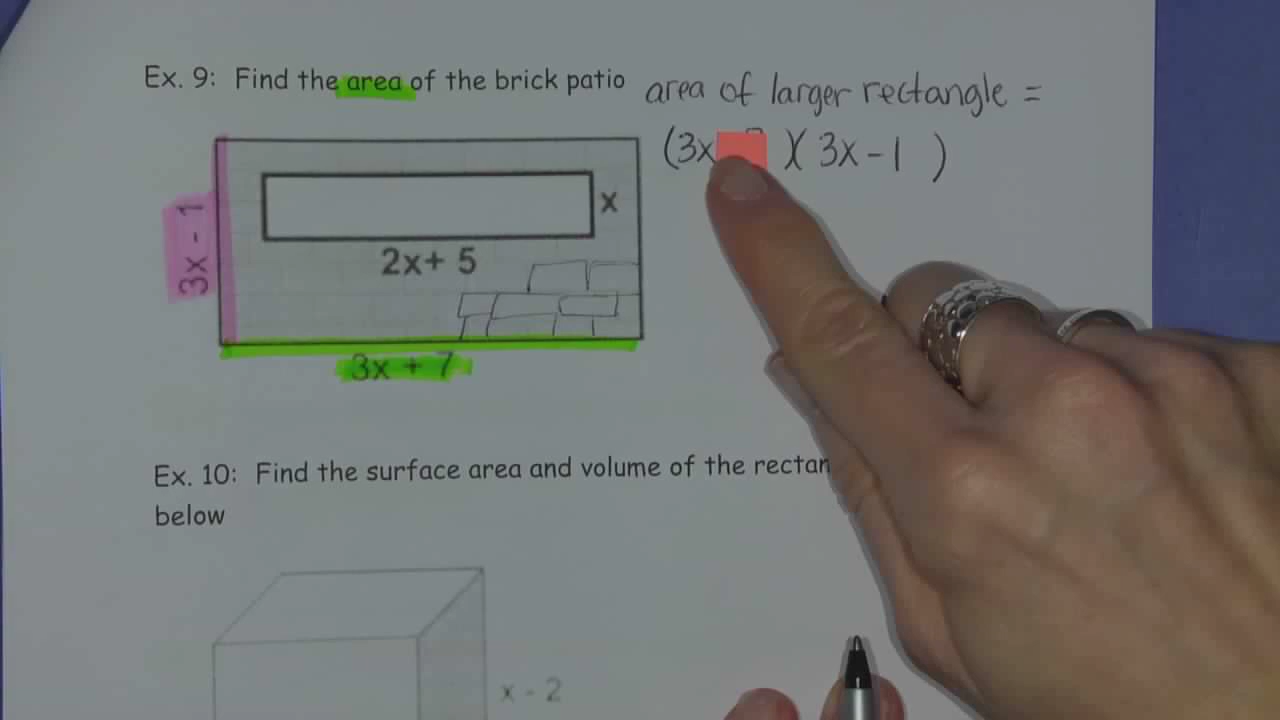 Ex. 9: Find the area of the brick patio
area of larger rectangle =
(3x )( 3x - 1 )
3x - 1
x
2x+ 5
3x + 7
Ex. 10: Find the surface area and volume of the
below
x - 2